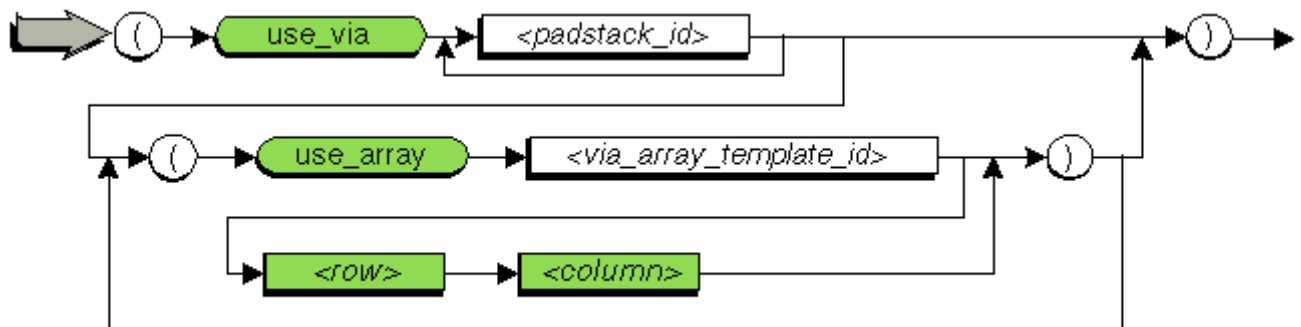 ( use_via <padstack_id> )
( use_array <via_array_template_id> )
<row> <column>